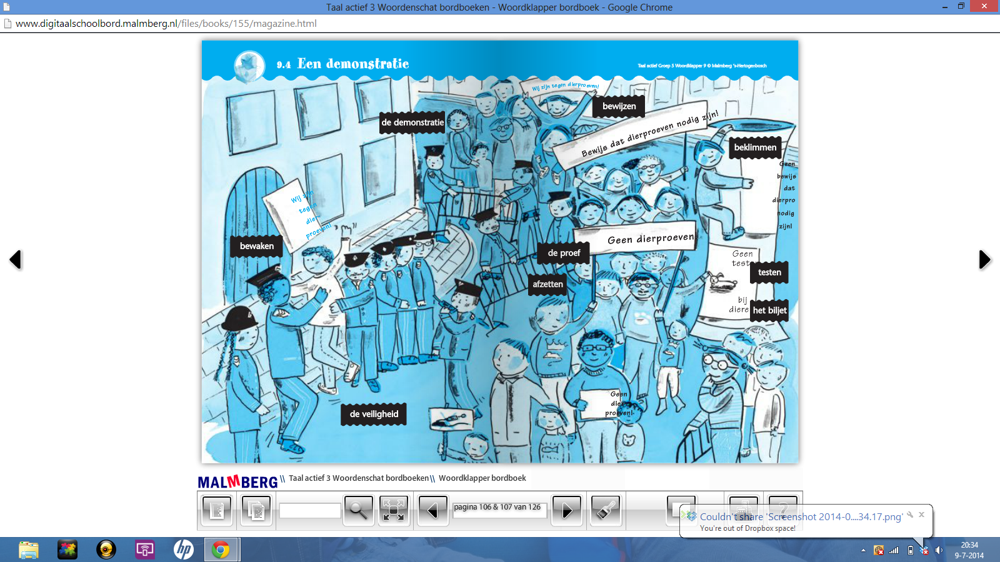 Taal actief 3 Woordenschat bordboeken - Woordklapper bordboek - Google Chrome
www.digitaalschoolbord.malmberg.nl/files/books/155/magazine.html
9.4 Een demonstratie
Taal actief Groep 5 Woordklapper 9 © Malmberg 's-Hertogenbosch
Wij zijn tegen dierproeven!
bewijzen
de demonstratie
Bewijs dat dierproeven nodig zijn!
beklimmen
Geen
bewijs
dat
dierpro
nodig
zijn!
Wij zijn
tegen
dier-
proeven!
bewaken
Geen dierproeven
de proef
Geen
test
testen
afzetten
bij
diere
het biljet
Geen
dier
proeven!
de veiligheid
MALMBERG \\ Taal actief 3 Woordenschat bordboeken \\ Woordklapper bordboek
pagina 106 & 107 van 126
?
Couldn't share 'Screenshot 2014-0....34.17.png'
You're out of Dropbox space!
hp
20:34
9-7-2014